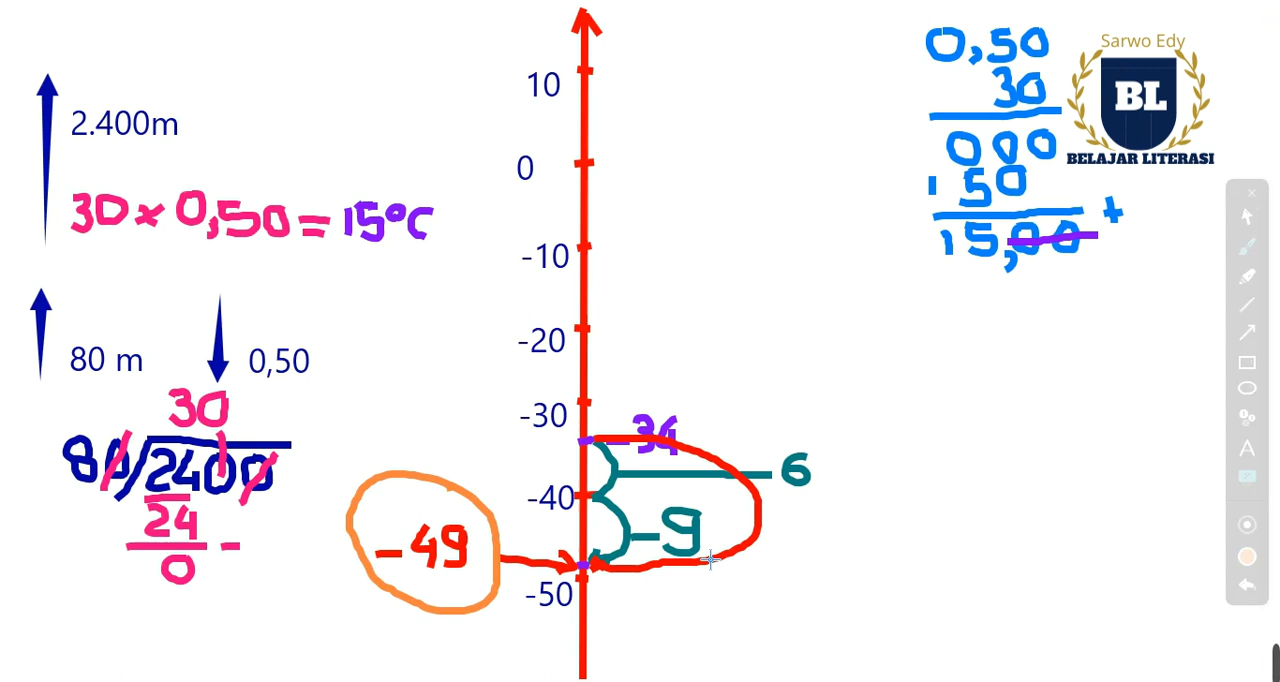 2.400m
30 × 0,50 = 15°C
80 m
0,50
30
80 / 2400
24
0
-
10
0
-10
-20
-30
-34
6
-40
-9
-49
-50
0,50
30
000
150
+
15,00
Sarwo Edy
BL
BELAJAR LITERASI
A